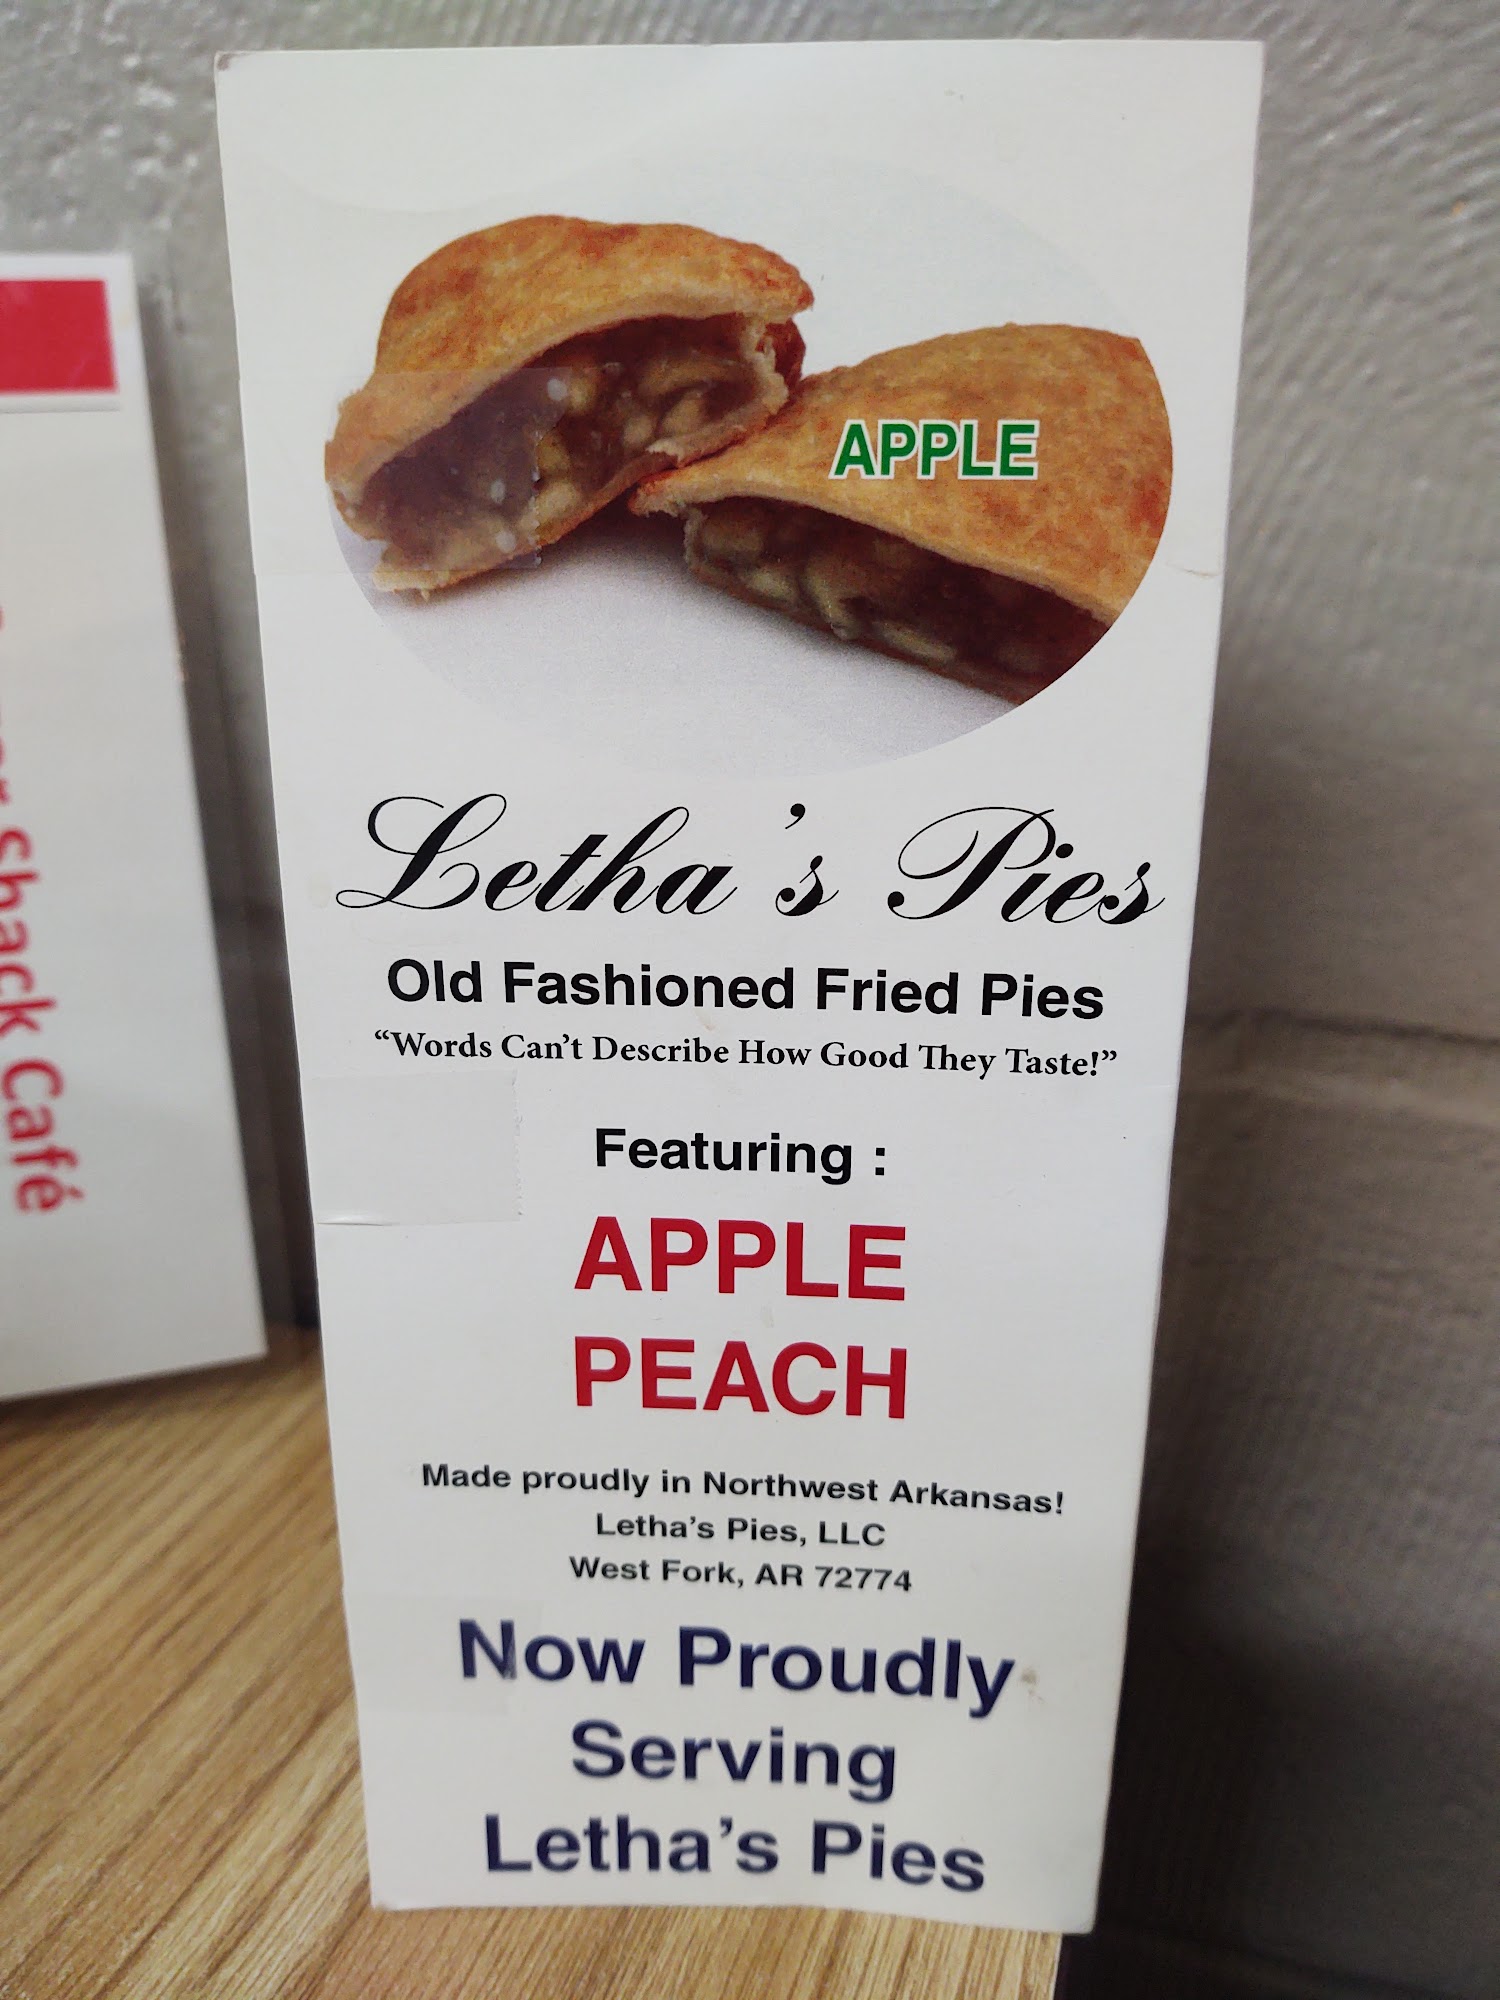 APPLE
Letha's Pies
Old Fashioned Fried Pies
“Words Can't Describe How Good They Taste!”
Featuring :
APPLE
PEACH
Made proudly in Northwest Arkansas!
Letha's Pies, LLC
West Fork, AR 72774
Now Proudly
Serving
Letha's Pies
Shack Café